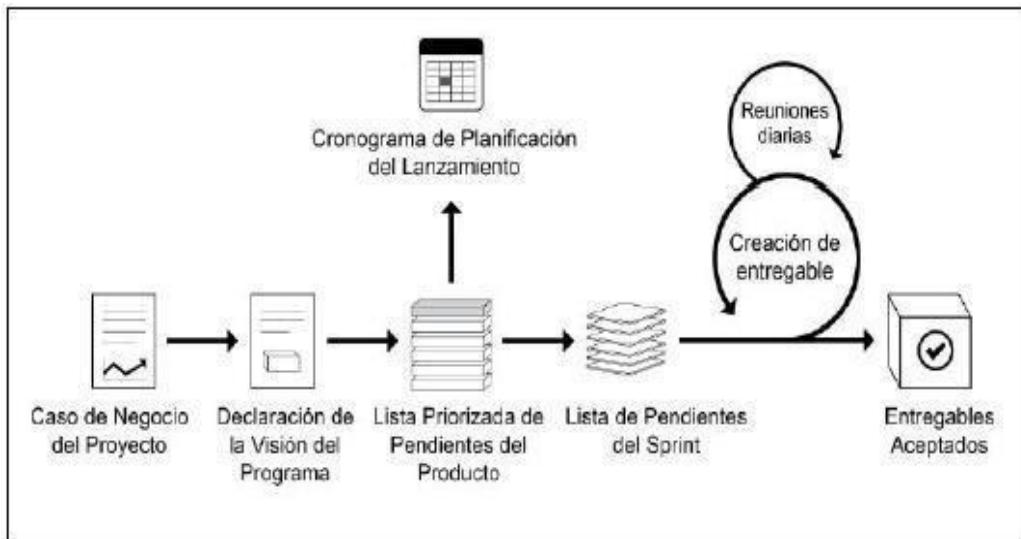 Cronograma de Planificación
del Lanzamiento
Reuniones
diarias
Creación de
entregable
Caso de Negocio
del Proyecto
Declaración de
la Visión del
Programa
Lista Priorizada de
Pendientes del
Producto
Lista de Pendientes
del Sprint
Entregables
Aceptados